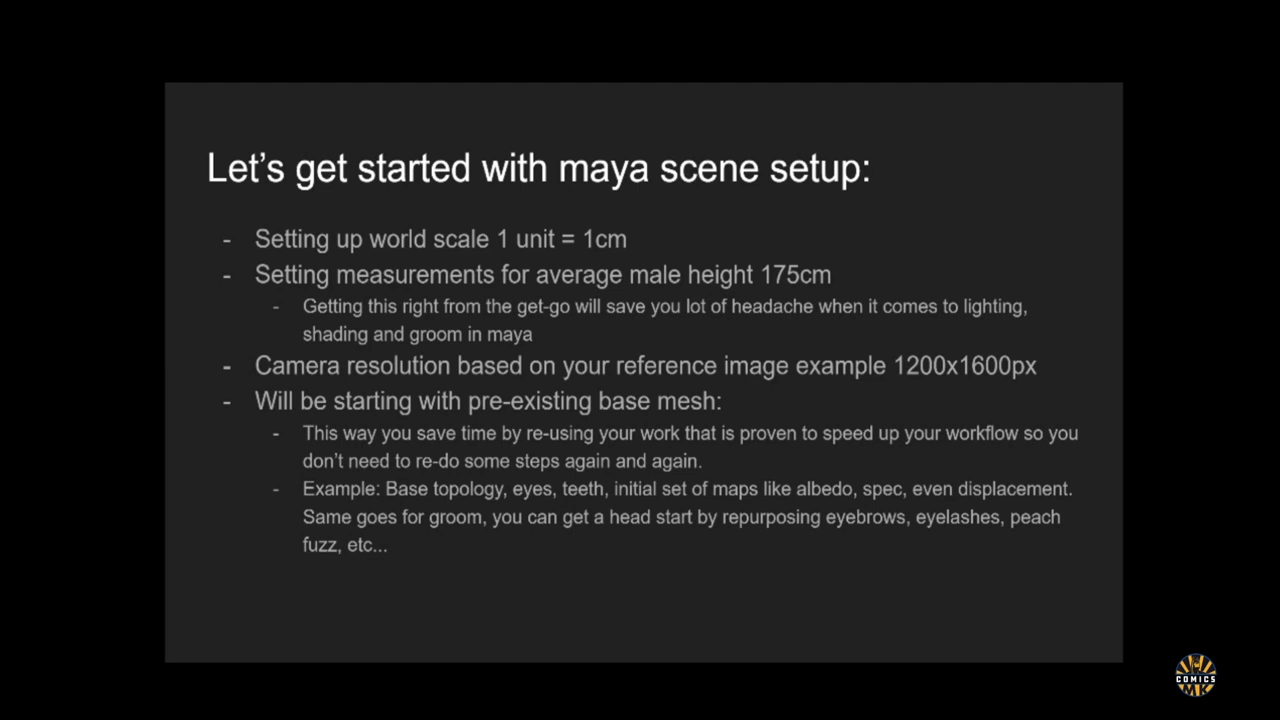 Let's get started with maya scene setup:
- Setting up world scale 1 unit = 1cm
- Setting measurements for average male height 175cm
- Getting this right from the get-go will save you lot of headache when it comes to lighting,
shading and groom in maya
- Camera resolution based on your reference image example 1200x1600px
- Will be starting with pre-existing base mesh:
- This way you save time by re-using your work that is proven to speed up your workflow so you
don't need to re-do some steps again and again.
- Example: Base topology, eyes, teeth, initial set of maps like albedo, spec, even displacement.
Same goes for groom, you can get a head start by repurposing eyebrows, eyelashes, peach
fuzz, etc...
COMICS
MK